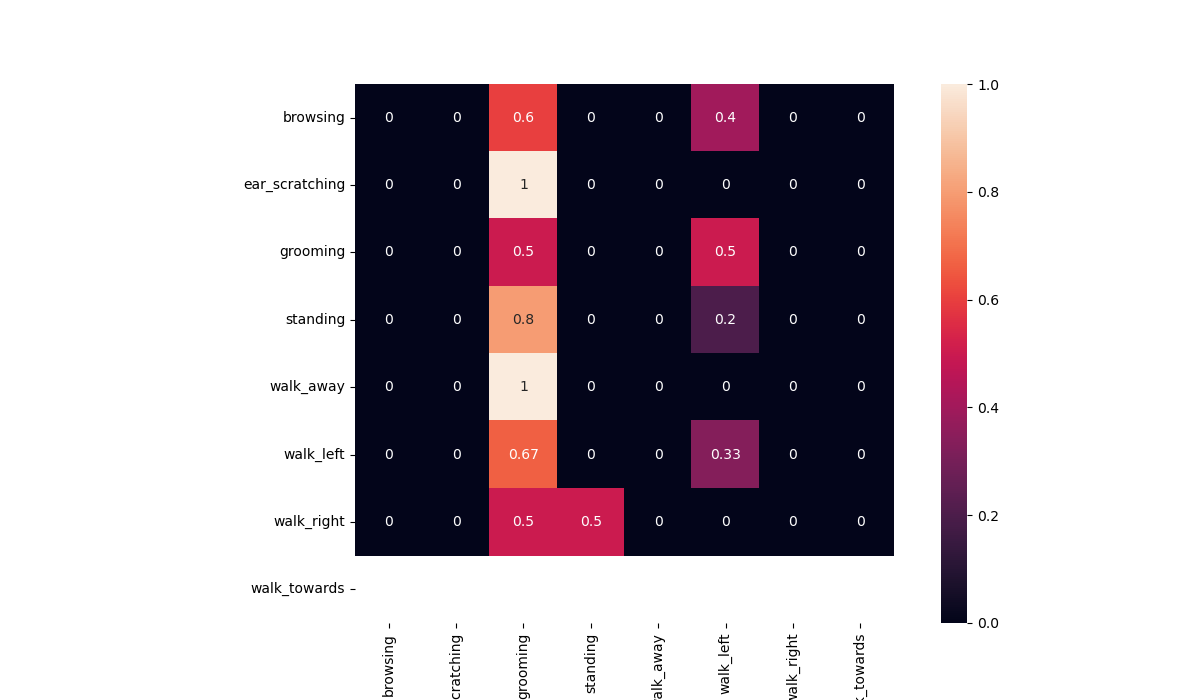 browsing 0 0 0.6 0 0 0.4 0 0
ear_scratching 0 0 1 0 0 0 0 0
grooming 0 0 0.5 0 0 0.5 0 0
standing 0 0 0.8 0 0 0.2 0 0
walk_away 0 0 1 0 0 0 0 0
walk_left 0 0 0.67 0 0 0.33 0 0
walk_right 0 0 0.5 0.5 0 0 0 0
walk_towards
browsing
cratching
grooming
standing
alk_away
walk_left
walk_right
k_towards
1.0
0.8
0.6
0.4
0.2
0.0